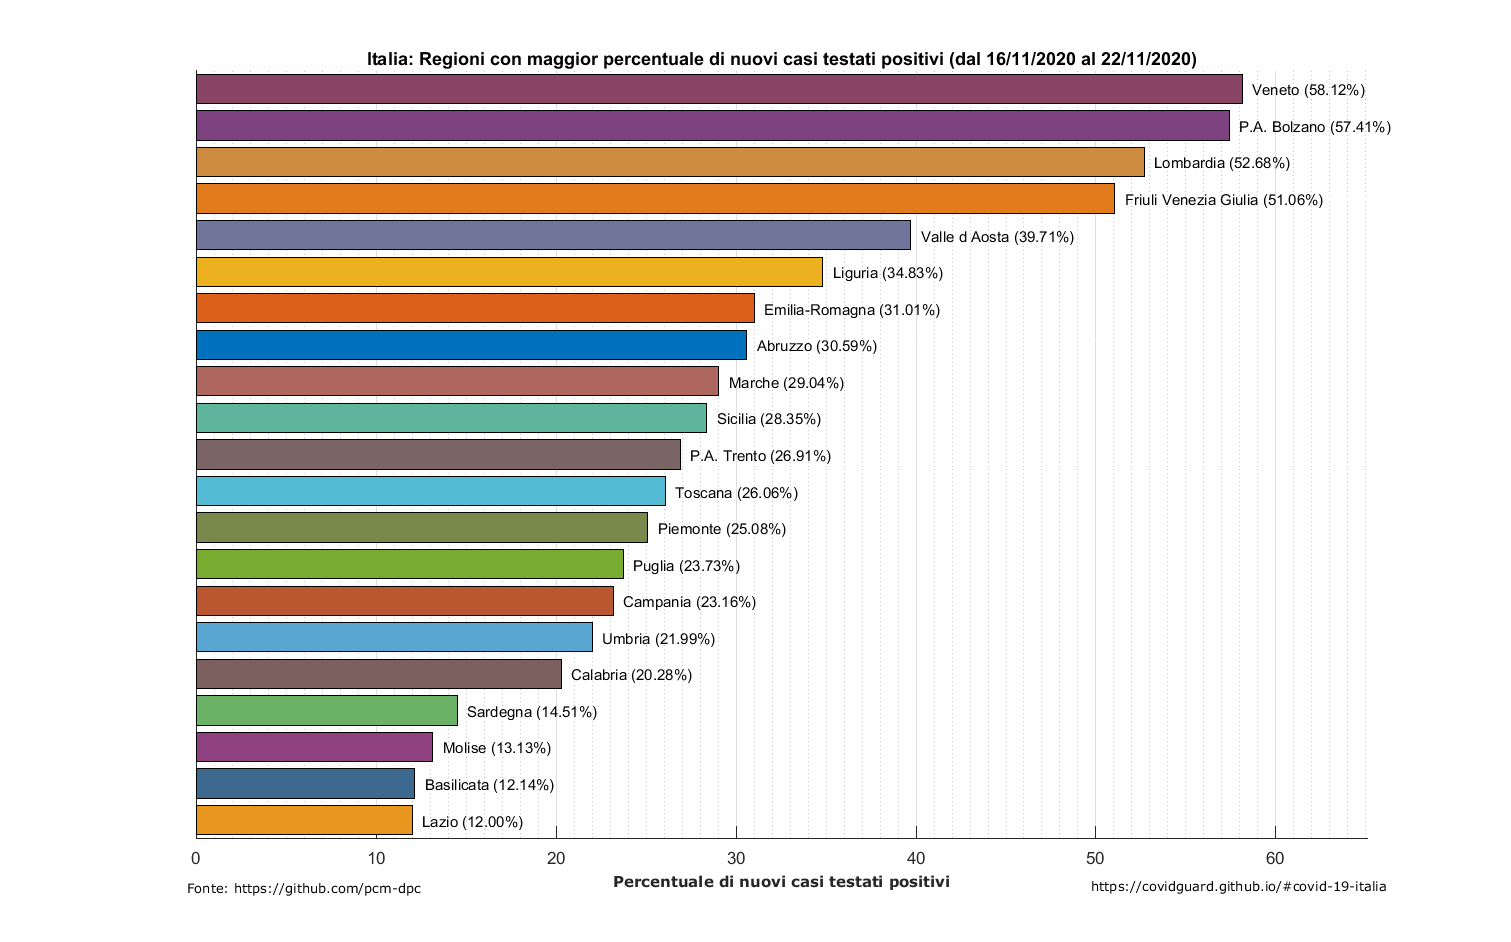 Italia: Regioni con maggior percentuale di nuovi casi testati positivi (dal 16/11/2020 al 22/11/2020)
Veneto (58.12%)
P.A. Bolzano (57.41%)
Lombardia (52.68%)
Friuli Venezia Giulia (51.06%)
Valle d Aosta (39.71%)
Liguria (34.83%)
Emilia-Romagna (31.01%)
Abruzzo (30.59%)
Marche (29.04%)
Sicilia (28.35%)
P.A. Trento (26.91%)
Toscana (26.06%)
Piemonte (25.08%)
Puglia (23.73%)
Campania (23.16%)
Umbria (21.99%)
Calabria (20.28%)
Sardegna (14.51%)
Molise (13.13%)
Basilicata (12.14%)
Lazio (12.00%)
0 10 20 30 40 50 60
Percentuale di nuovi casi testati positivi
Fonte: https://github.com/pcm-dpc
https://covidguard.github.io/#covid-19-italia